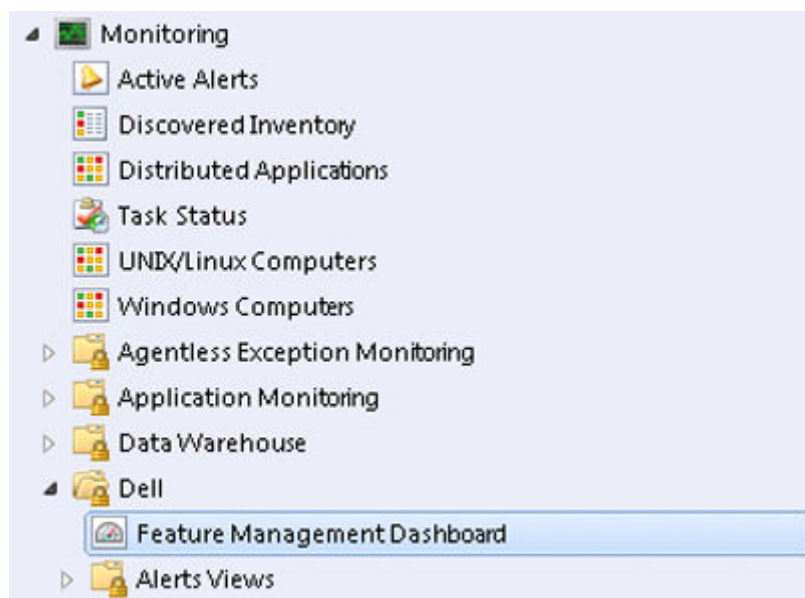 Monitoring
Active Alerts
Discovered Inventory
Distributed Applications
Task Status
UNIX/Linux Computers
Windows Computers
Agentless Exception Monitoring
Application Monitoring
Data Warehouse
Dell
Feature Management Dashboard
Alerts Views